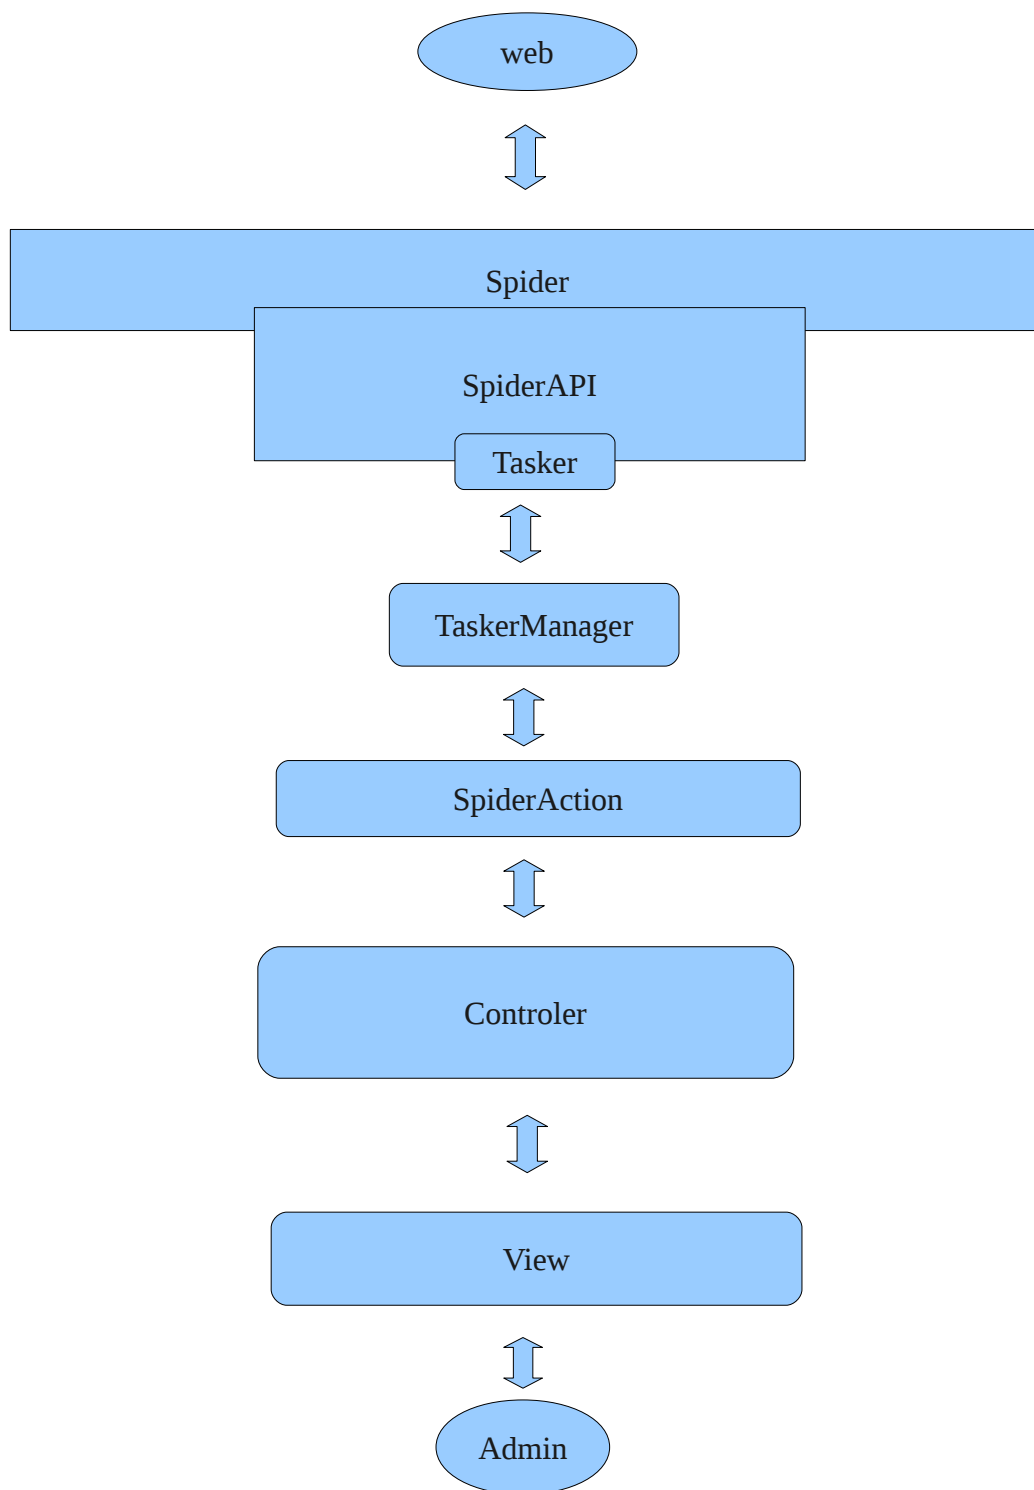 web
Spider
SpiderAPI
Tasker
TaskerManager
SpiderAction
Controler
View
Admin